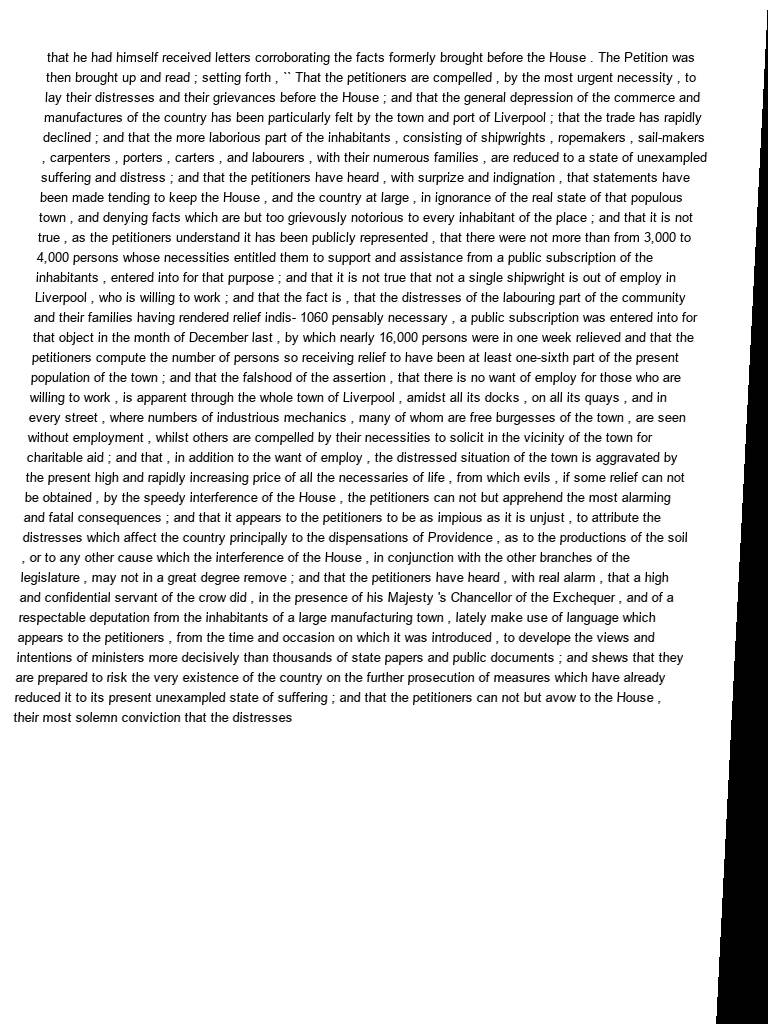 that he had himself received letters corroborating the facts formerly brought before the House . The Petition was
then brought up and read ; setting forth , `` That the petitioners are compelled , by the most urgent necessity , to
lay their distresses and their grievances before the House ; and that the general depression of the commerce and
manufactures of the country has been particularly felt by the town and port of Liverpool ; that the trade has rapidly
declined ; and that the more laborious part of the inhabitants , consisting of shipwrights , ropemakers , sail-makers
, carpenters , porters , carters , and labourers , with their numerous families , are reduced to a state of unexampled
suffering and distress ; and that the petitioners have heard , with surprize and indignation , that statements have
been made tending to keep the House , and the country at large , in ignorance of the real state of that populous
town , and denying facts which are but too grievously notorious to every inhabitant of the place ; and that it is not
true , as the petitioners understand it has been publicly represented , that there were not more than from 3,000 to
4,000 persons whose necessities entitled them to support and assistance from a public subscription of the
inhabitants , entered into for that purpose ; and that it is not true that not a single shipwright is out of employ in
Liverpool , who is willing to work ; and that the fact is , that the distresses of the labouring part of the community
and their families having rendered relief indis- 1060 pensably necessary , a public subscription was entered into for
that object in the month of December last , by which nearly 16,000 persons were in one week relieved and that the
petitioners compute the number of persons so receiving relief to have been at least one-sixth part of the present
population of the town ; and that the falshood of the assertion , that there is no want of employ for those who are
willing to work , is apparent through the whole town of Liverpool , amidst all its docks , on all its quays , and in
every street , where numbers of industrious mechanics , many of whom are free burgesses of the town , are seen
without employment , whilst others are compelled by their necessities to solicit in the vicinity of the town for
charitable aid ; and that , in addition to the want of employ , the distressed situation of the town is aggravated by
the present high and rapidly increasing price of all the necessaries of life , from which evils , if some relief can not
be obtained , by the speedy interference of the House , the petitioners can not but apprehend the most alarming
and fatal consequences ; and that it appears to the petitioners to be as impious as it is unjust , to attribute the
distresses which affect the country principally to the dispensations of Providence , as to the productions of the soil
, or to any other cause which the interference of the House , in conjunction with the other branches of the
legislature , may not in a great degree remove ; and that the petitioners have heard , with real alarm , that a high
and confidential servant of the crow did , in the presence of his Majesty 's Chancellor of the Exchequer , and of a
respectable deputation from the inhabitants of a large manufacturing town , lately make use of language which
appears to the petitioners , from the time and occasion on which it was introduced , to develope the views and
intentions of ministers more decisively than thousands of state papers and public documents ; and shews that they
are prepared to risk the very existence of the country on the further prosecution of measures which have already
reduced it to its present unexampled state of suffering ; and that the petitioners can not but avow to the House ,
their most solemn conviction that the distresses